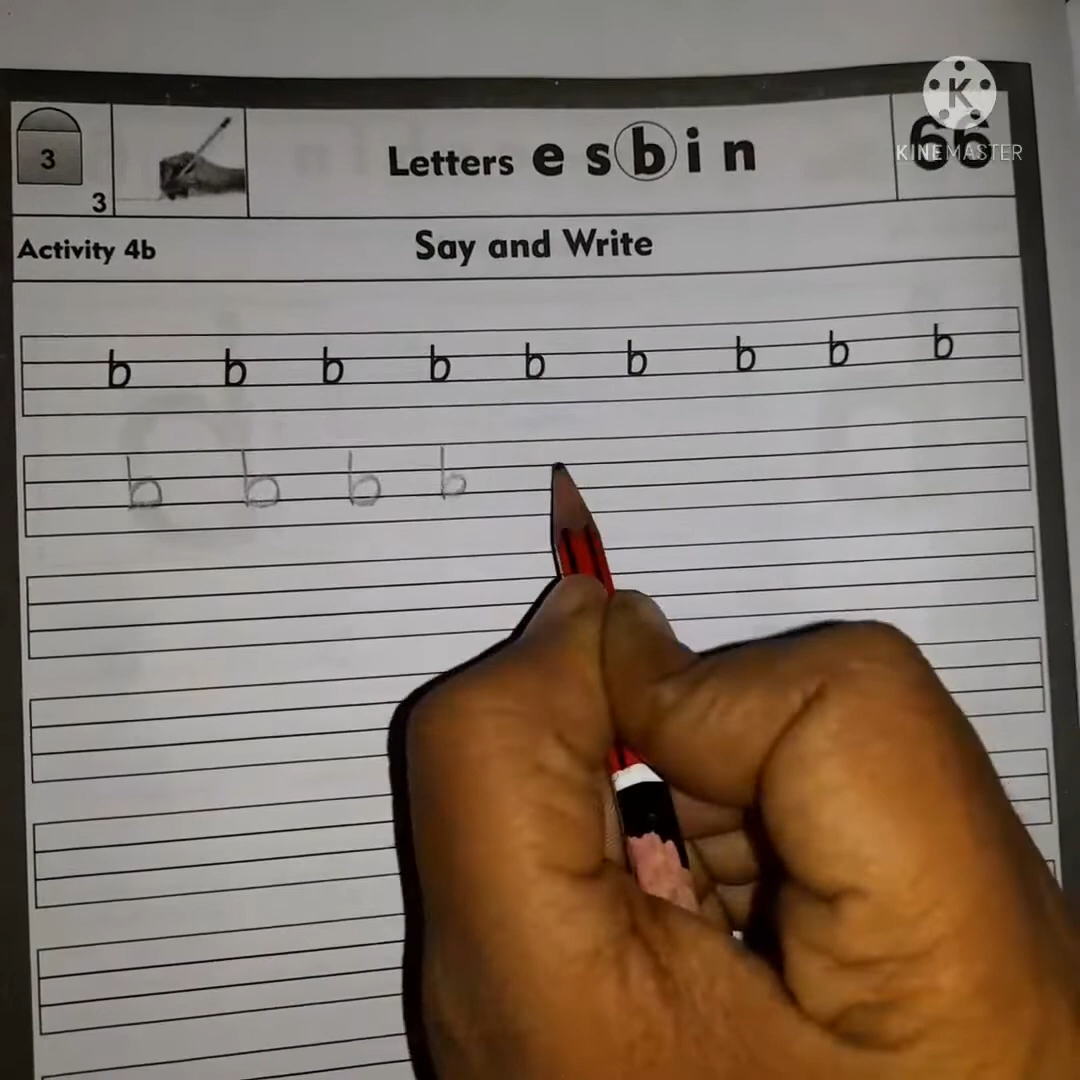 K
KINEMASTER
3
3
Letters e s b i n
66
Activity 4b
Say and Write
b b b b b b b b b
b b b b